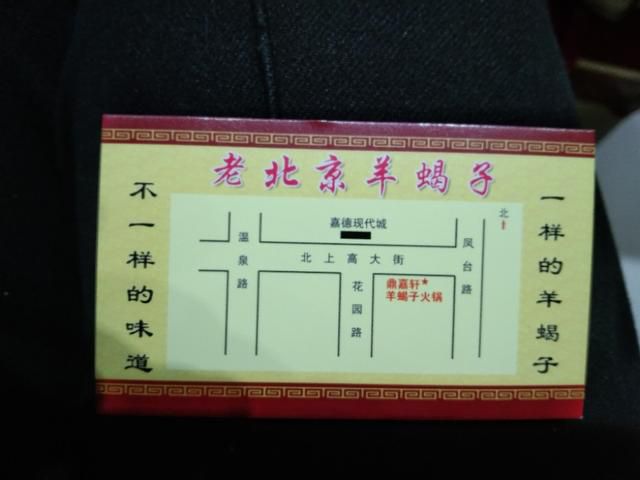 老北京羊蝎子
一样的羊蝎子
不一样的味道
北
嘉德现代城
温泉路
北上高大街
凤台路
花园路
鼎嘉轩★
羊蝎子火锅